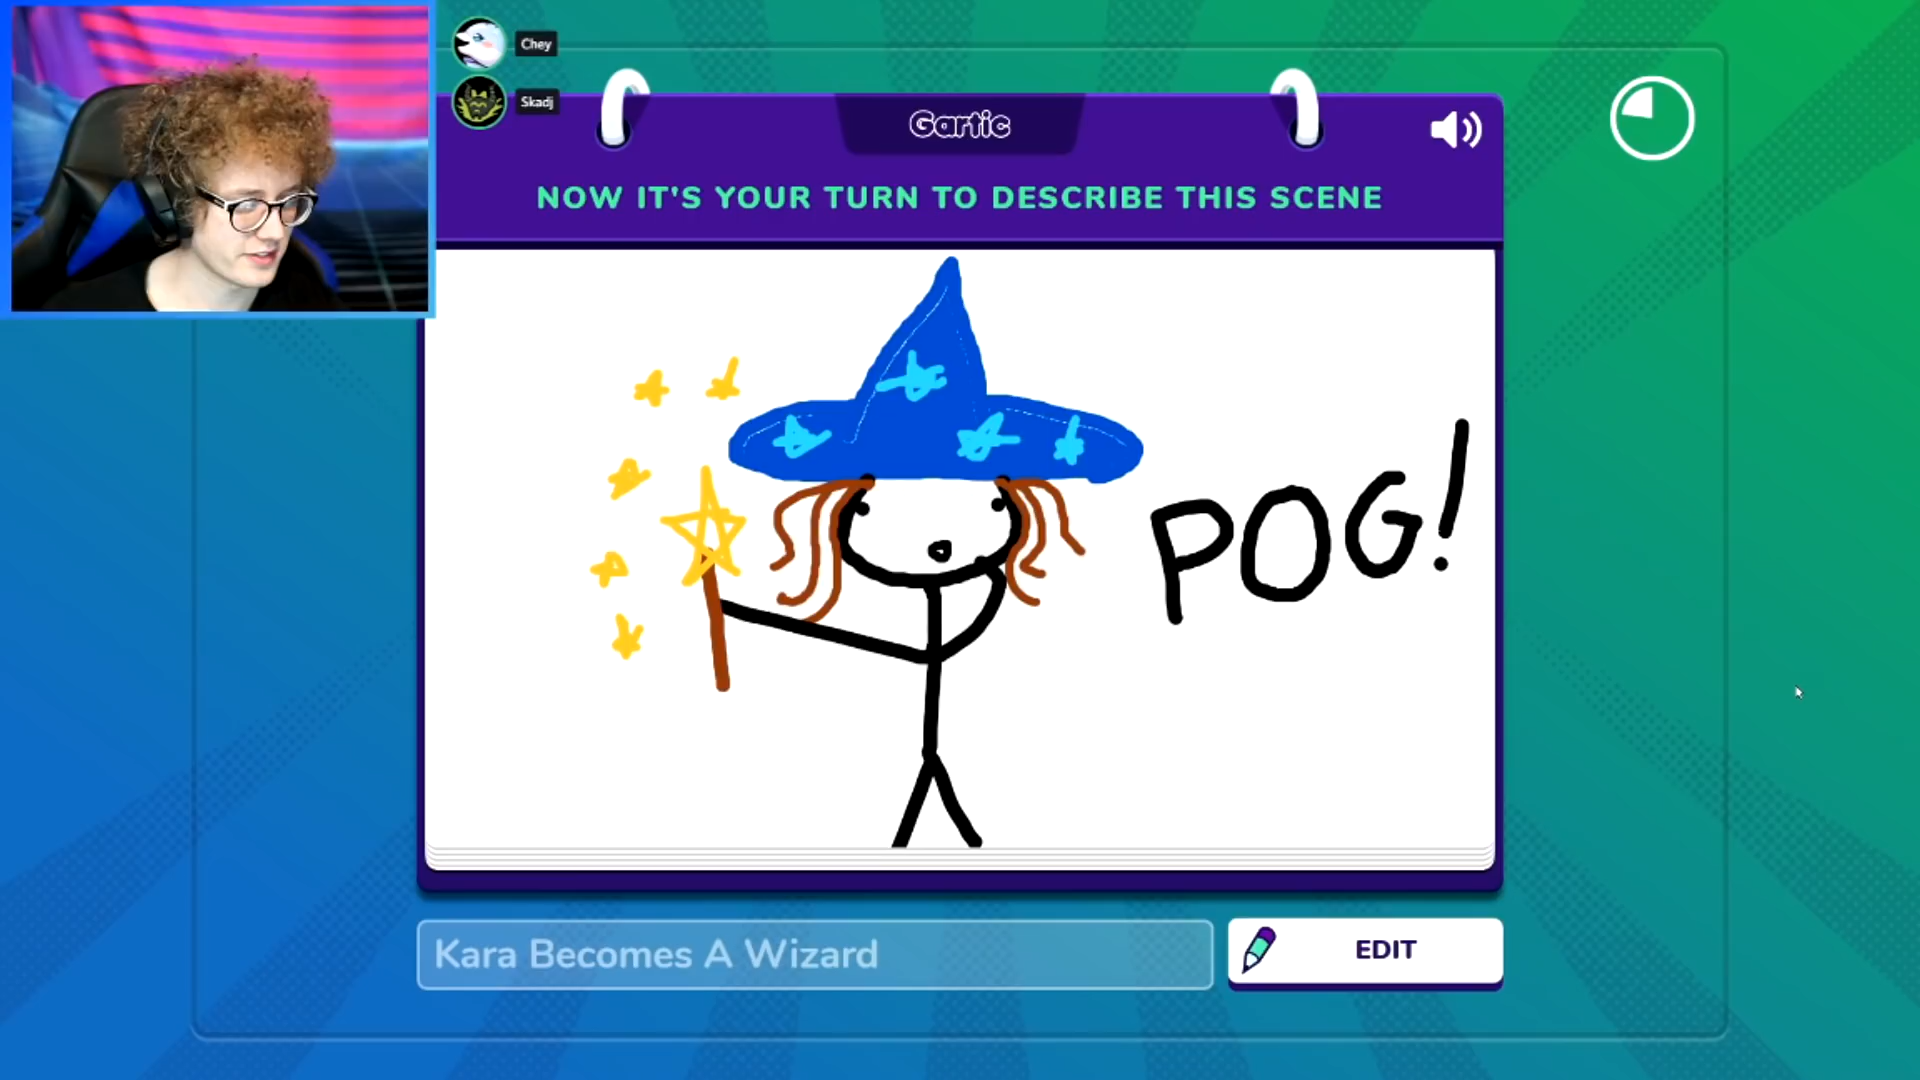 Chey
Skadj
Gartic
NOW IT'S YOUR TURN TO DESCRIBE THIS SCENE
POG!
Kara Becomes A Wizard
EDIT